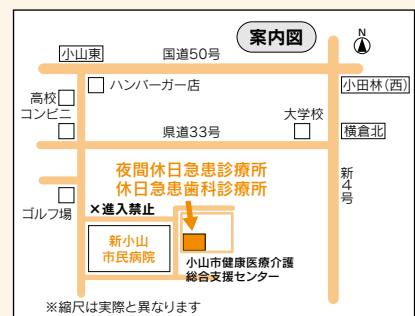 案内図
N
小山東
国道50号
ハンバーガー店
小田林(西)
高校
コンビニ
大学校
県道33号
横倉北
新4号
夜間休日急患診療所
休日急患歯科診療所
ゴルフ場
×進入禁止
新小山
市民病院
小山市健康医療介護
総合支援センター
※縮尺は実際と異なります